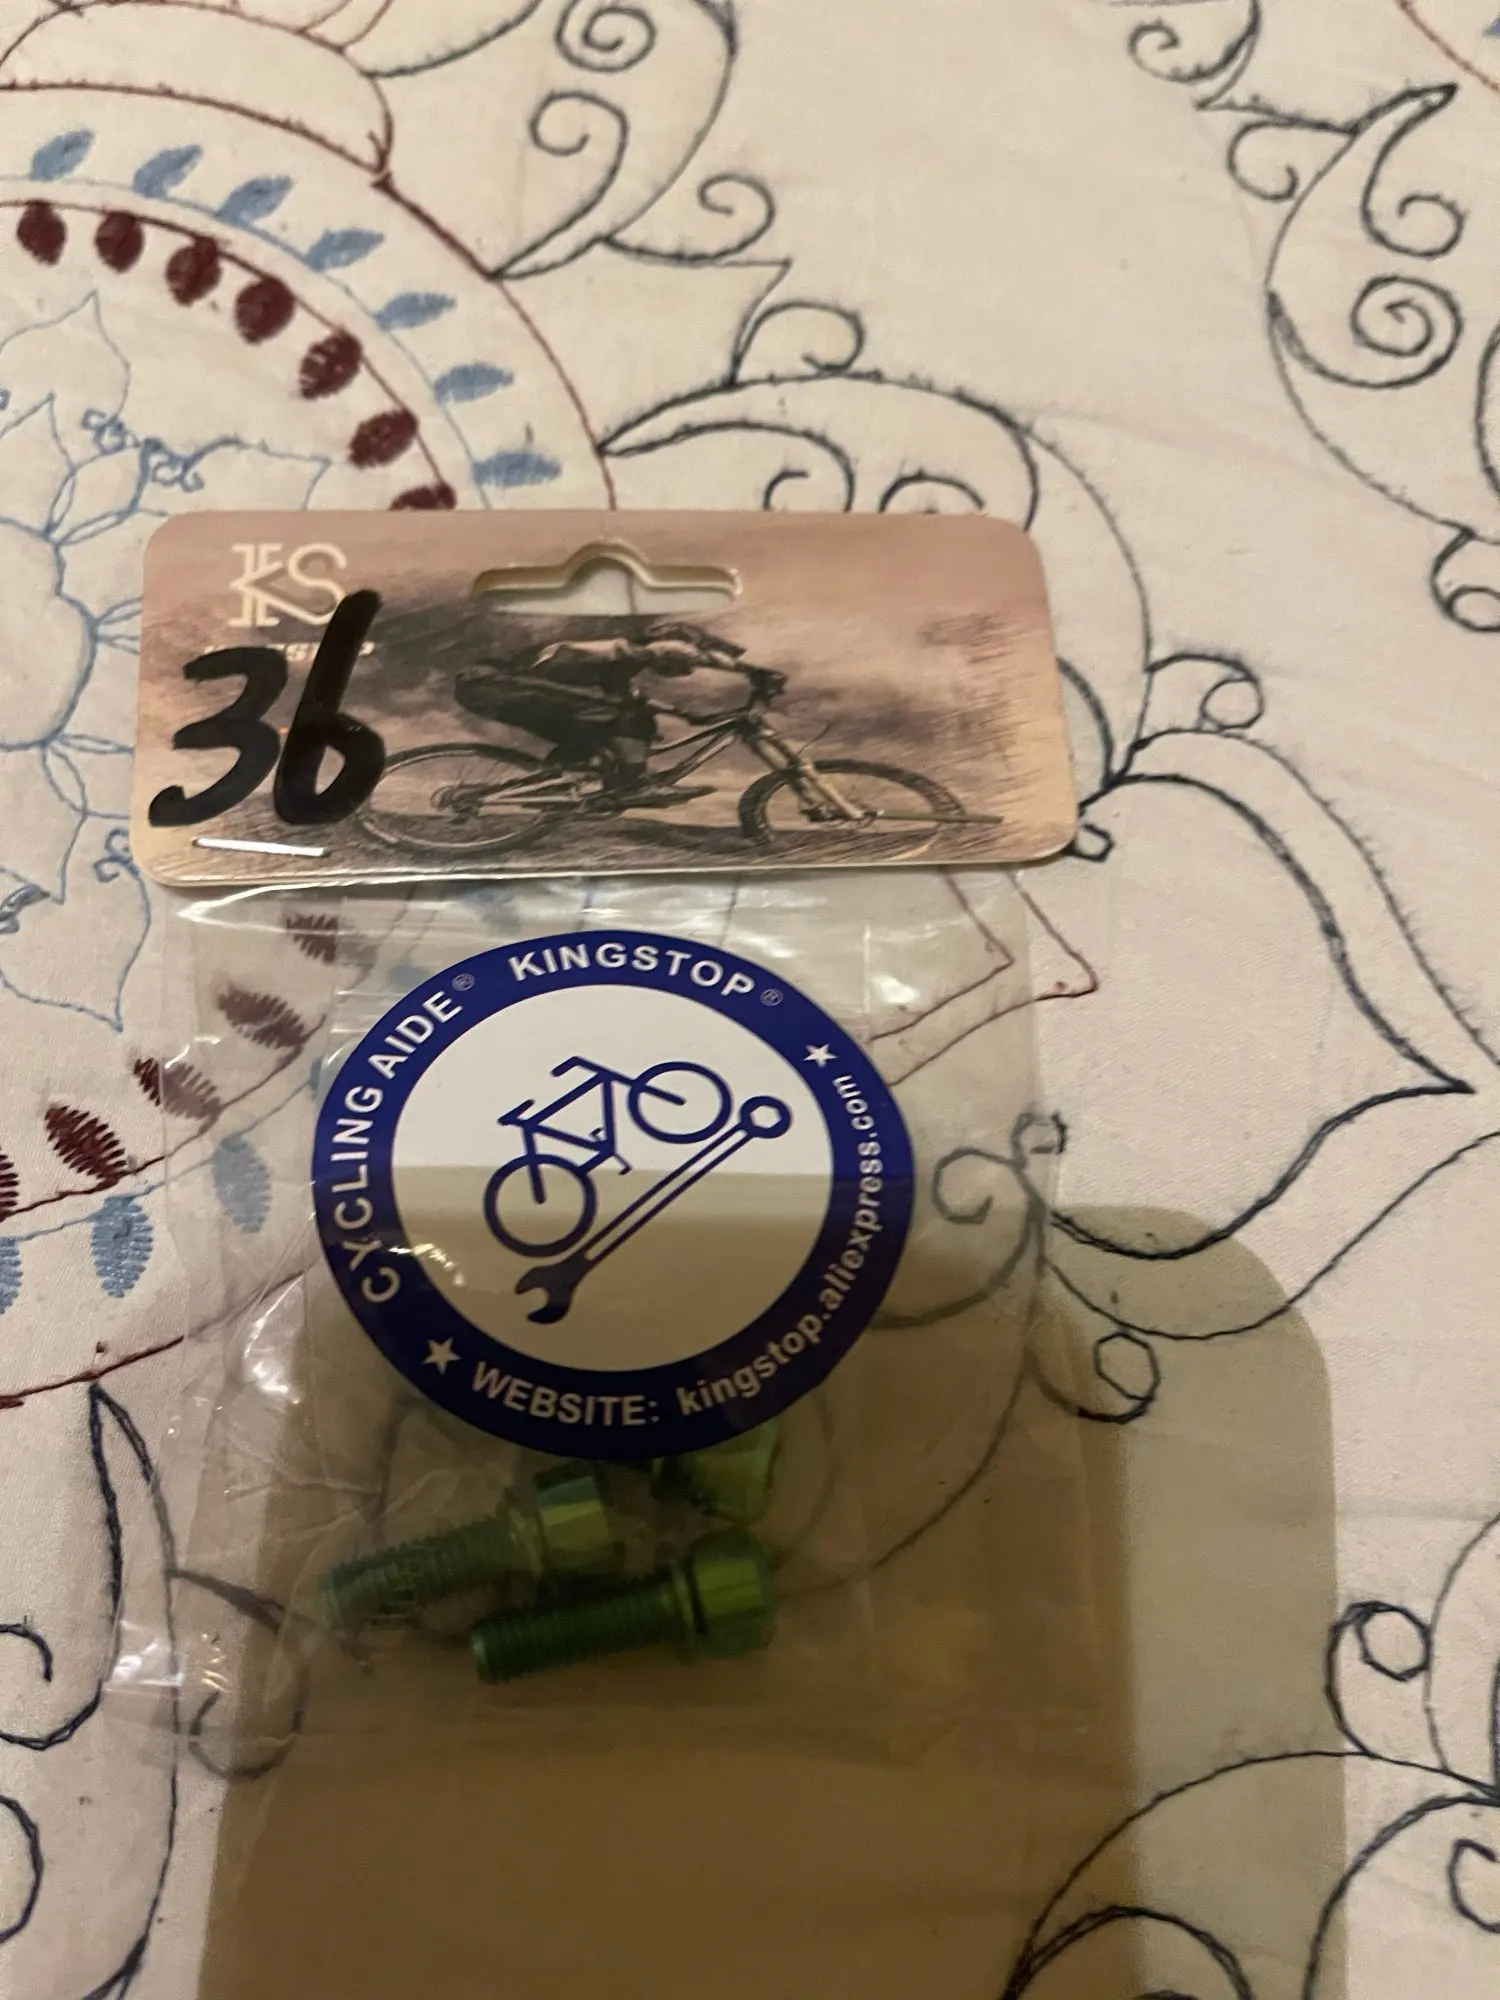 KS
36
CYCLING AIDE® KINGSTOP®
★ WEBSITE: kingstop.aliexpress.com ★